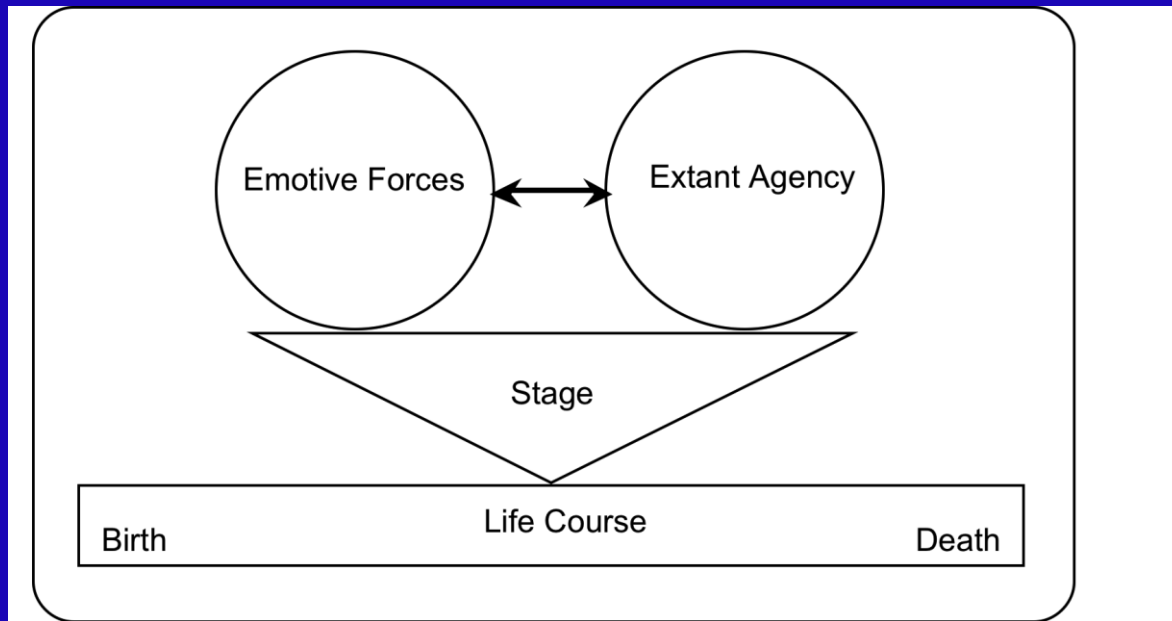 Emotive Forces
Extant Agency
Stage
Life Course
Birth
Death